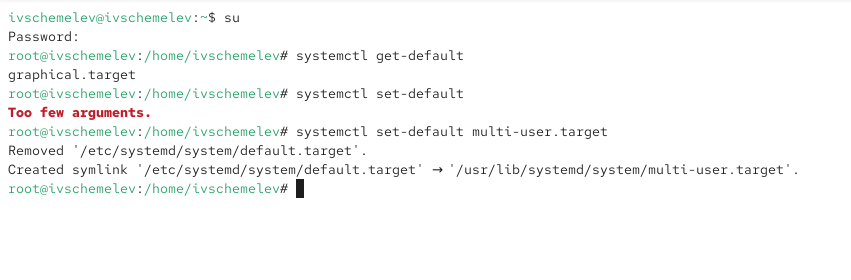 ivschemelev@ivschemelev:~$ su
Password:
root@ivschemelev:/home/ivschemelev# systemctl get-default
graphical.target
root@ivschemelev:/home/ivschemelev# systemctl set-default
Too few arguments.
root@ivschemelev:/home/ivschemelev# systemctl set-default multi-user.target
Removed '/etc/systemd/system/default.target'.
Created symlink '/etc/systemd/system/default.target' → '/usr/lib/systemd/system/multi-user.target'.
root@ivschemelev:/home/ivschemelev#